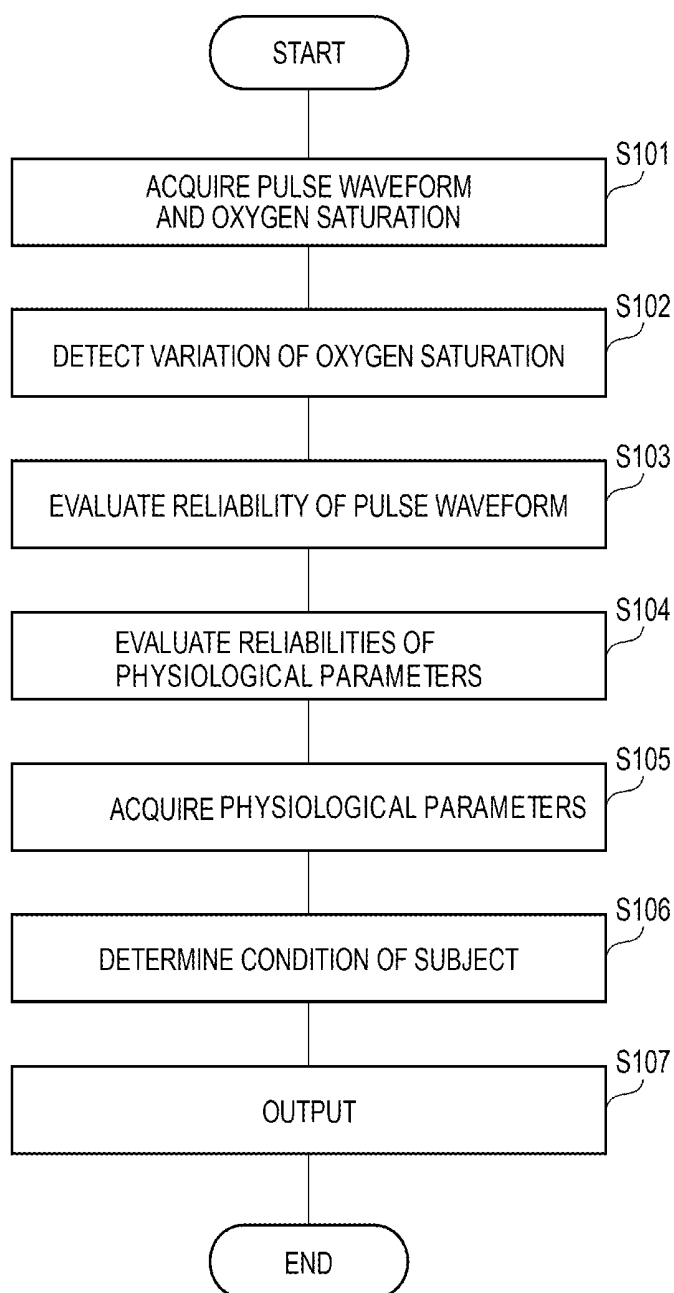 START
S101
ACQUIRE PULSE WAVEFORM
AND OXYGEN SATURATION
S102
DETECT VARIATION OF OXYGEN SATURATION
S103
EVALUATE RELIABILITY OF PULSE WAVEFORM
S104
EVALUATE RELIABILITIES OF
PHYSIOLOGICAL PARAMETERS
S105
ACQUIRE PHYSIOLOGICAL PARAMETERS
S106
DETERMINE CONDITION OF SUBJECT
S107
OUTPUT
END